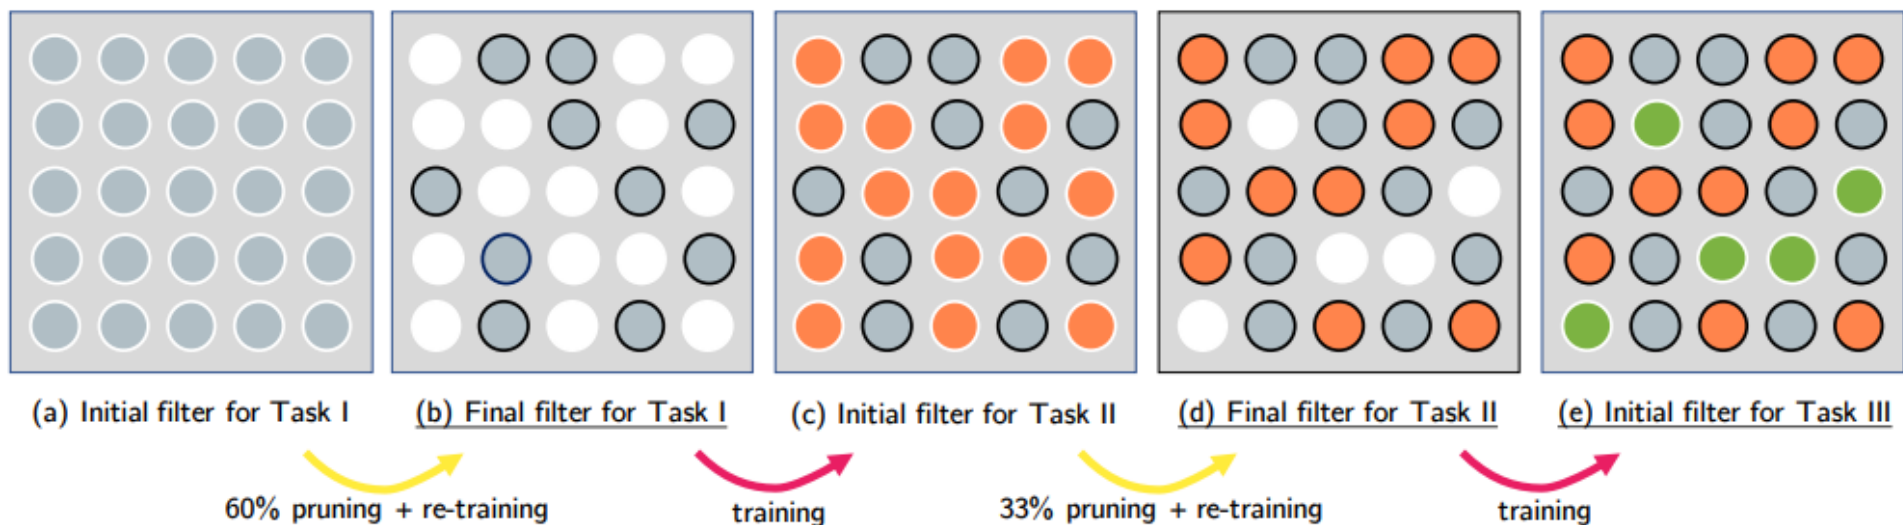 (a) Initial filter for Task I
(b) Final filter for Task I
(c) Initial filter for Task II
(d) Final filter for Task II
(e) Initial filter for Task III
60% pruning + re-training
training
33% pruning + re-training
training